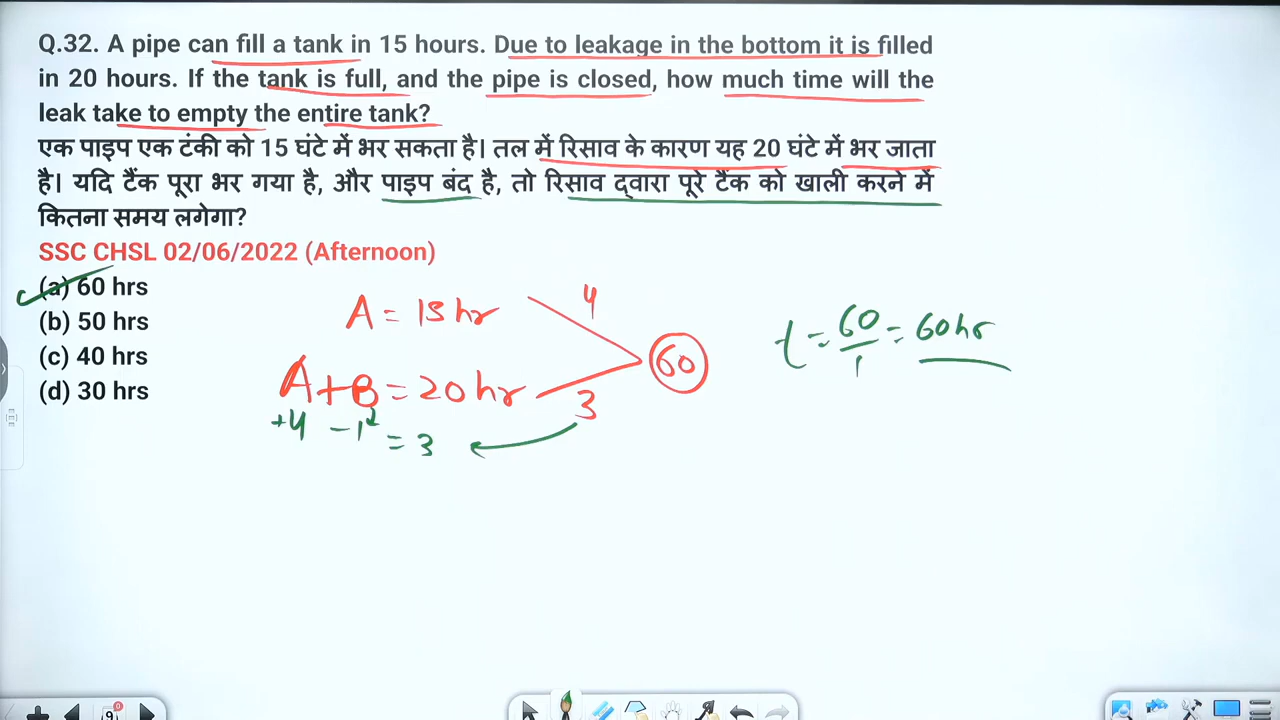 Q.32. A pipe can fill a tank in 15 hours. Due to leakage in the bottom it is filled
in 20 hours. If the tank is full, and the pipe is closed, how much time will the
leak take to empty the entire tank?
एक पाइप एक टंकी को 15 घंटे में भर सकता है। तल में रिसाव के कारण यह 20 घंटे में भर जाता
है। यदि टैंक पूरा भर गया है, और पाइप बंद है, तो रिसाव द्वारा पूरे टैंक को खाली करने में
कितना समय लगेगा?
SSC CHSL 02/06/2022 (Afternoon)
(a) 60 hrs
(b) 50 hrs
(c) 40 hrs
(d) 30 hrs
A = 15 hr
4
60
A+B = 20 hr
3
+4 -1 = 3
t = 60/1 = 60 hr
9
0